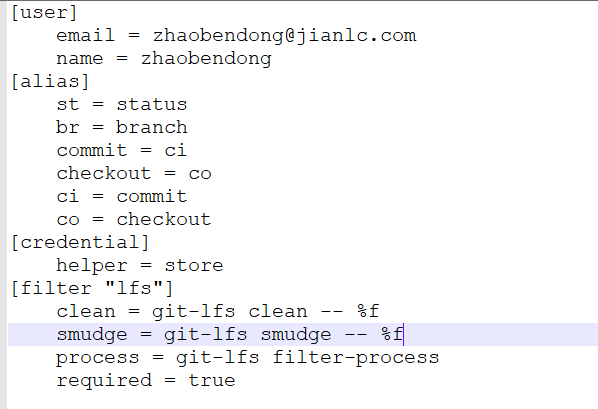 [user]
    email = zhaobendong@jianlc.com
    name = zhaobendong
[alias]
    st = status
    br = branch
    commit = ci
    checkout = co
    ci = commit
    co = checkout
[credential]
    helper = store
[filter "lfs"]
    clean = git-lfs clean -- %f
    smudge = git-lfs smudge -- %f
    process = git-lfs filter-process
    required = true